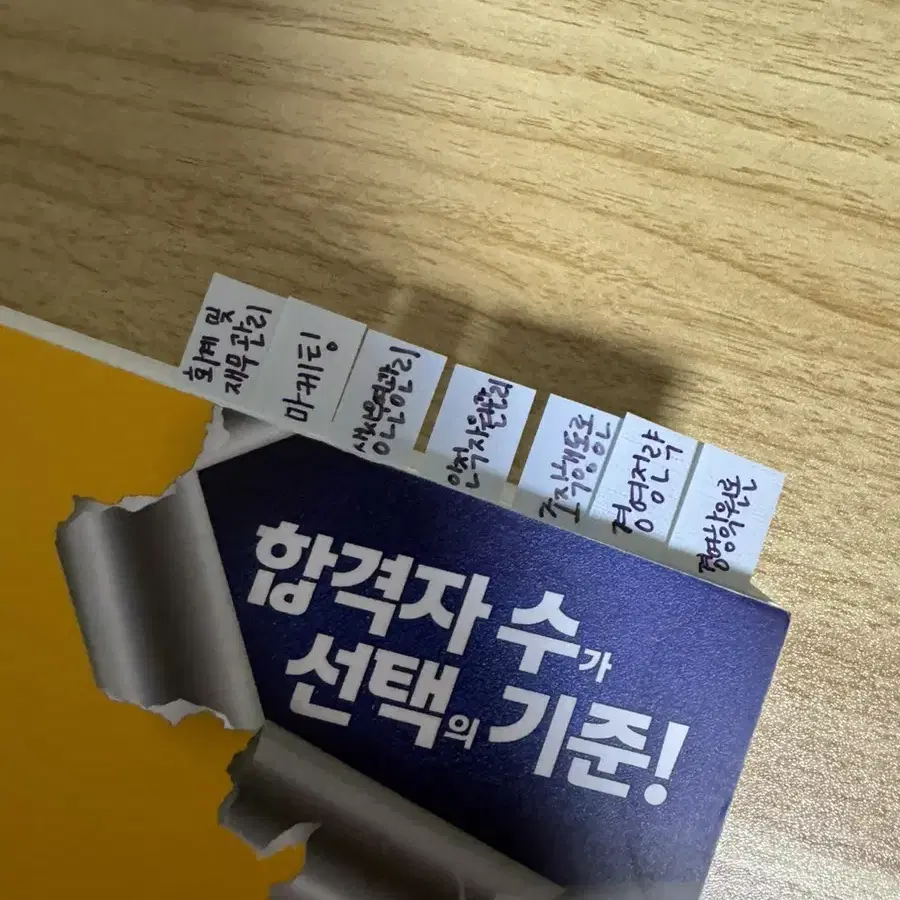 회계 및
재무관리
마케팅
생산운영관리
인적자원관리
조직행동론
경영전략
경영학원론
합격자 수가
선택의 기준!